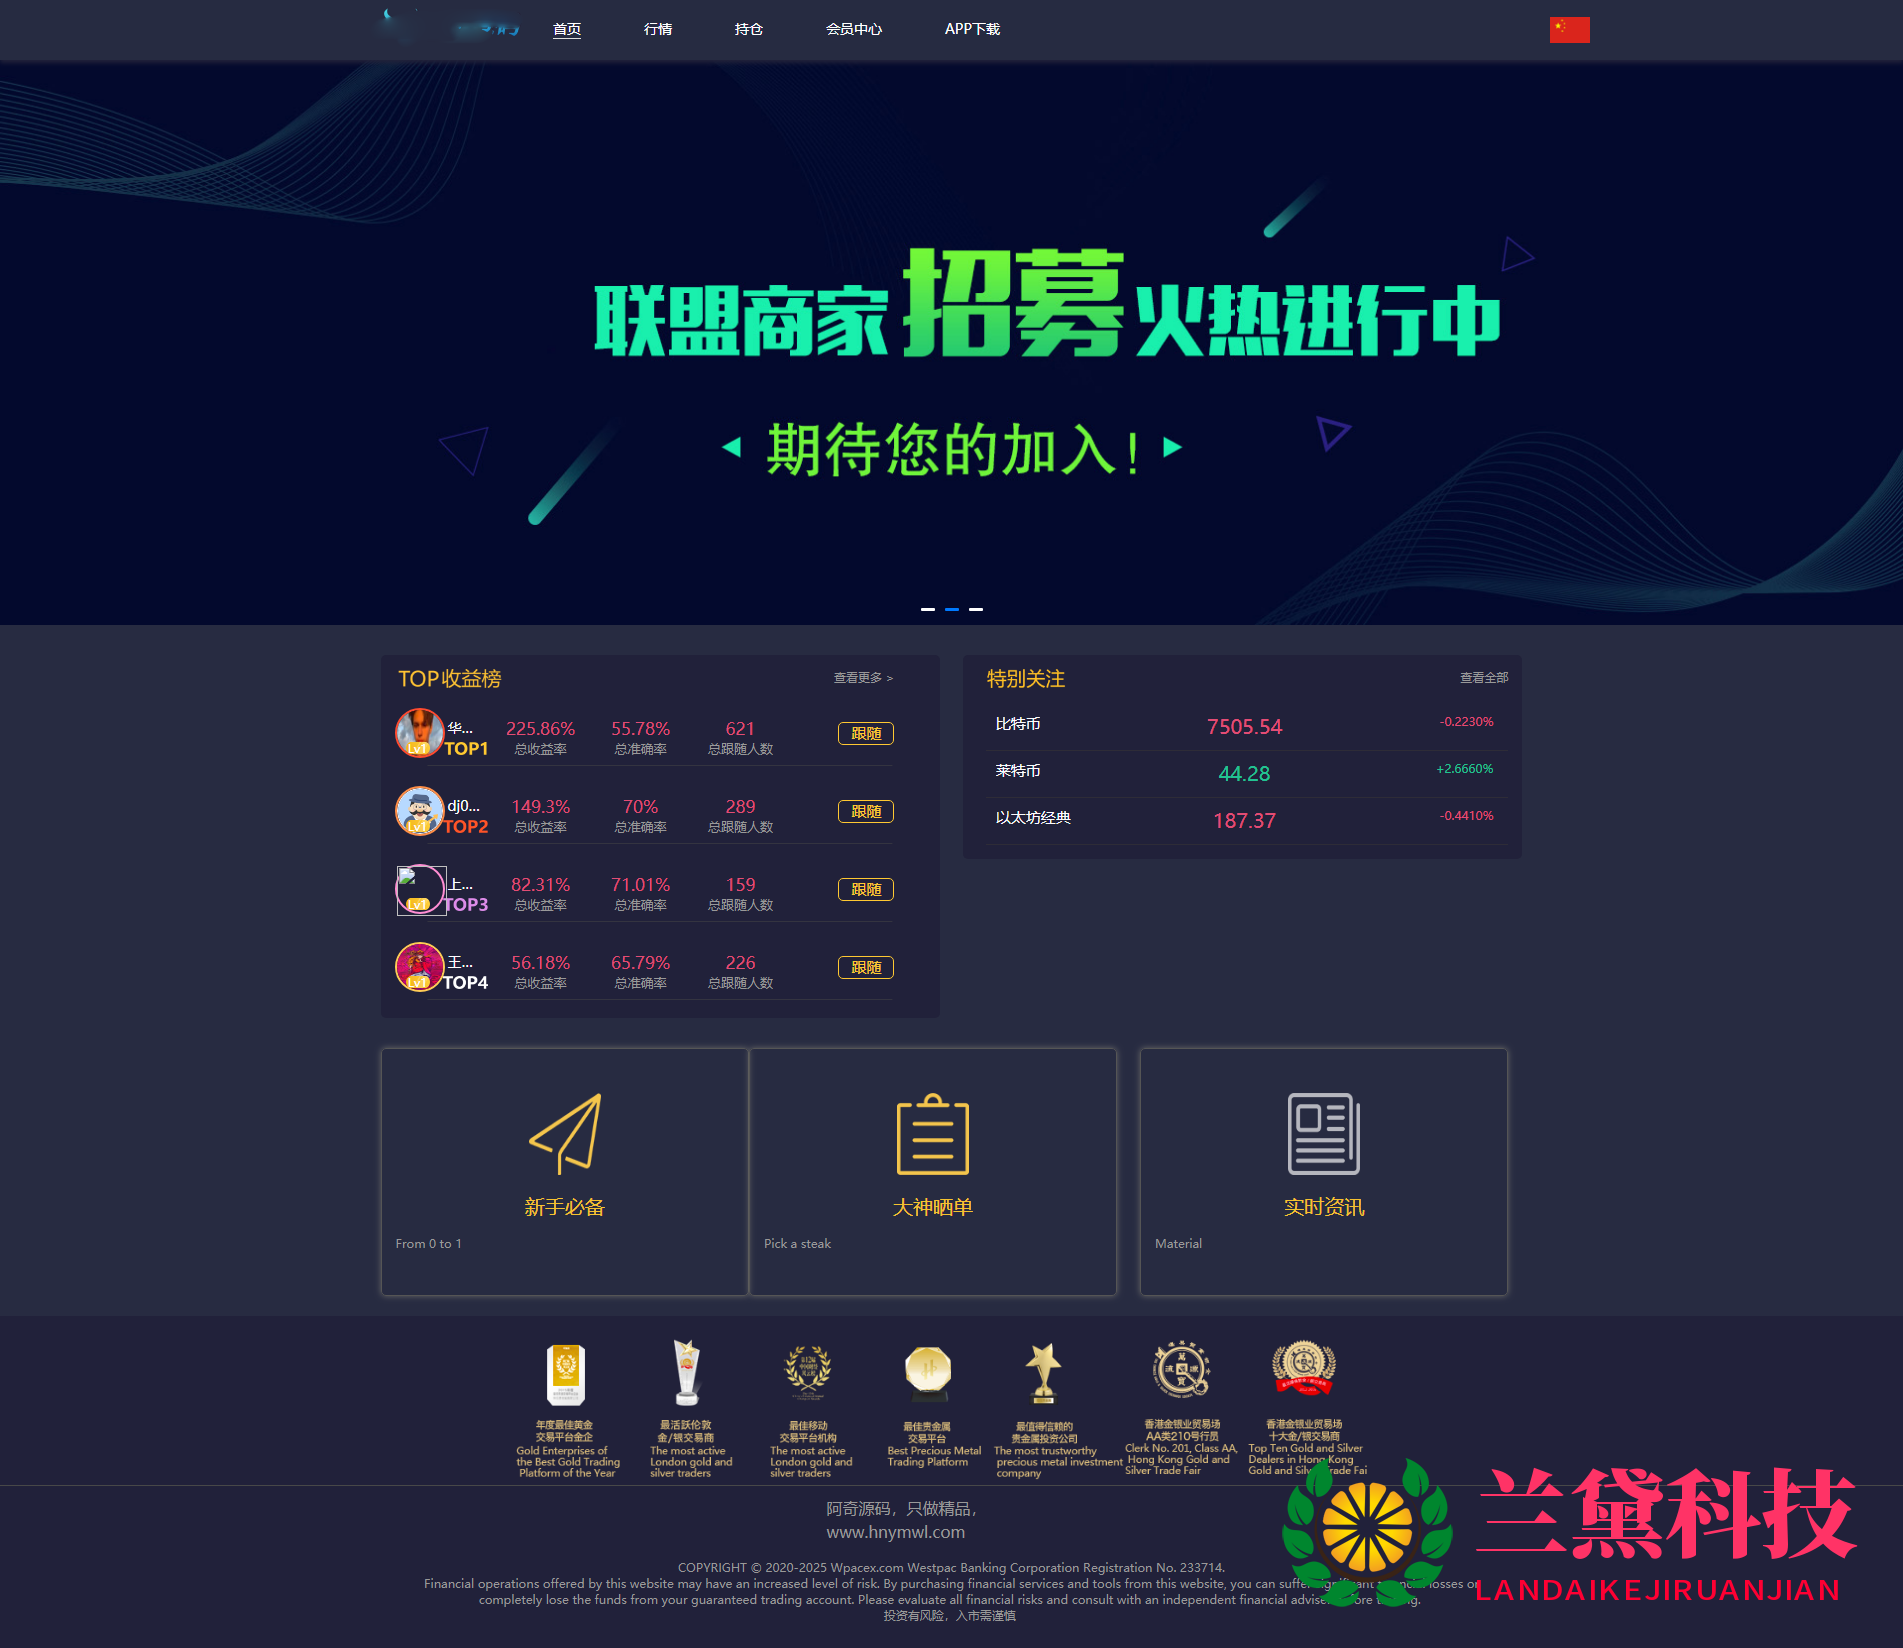 首页 行情 持仓 会员中心 APP下载
联盟商家招募火热进行中
期待您的加入!
TOP收益榜 查看更多 >
华... 225.86% 55.78% 621 跟随
Lv1 TOP1 总收益率 总准确率 总跟随人数
dj0... 149.3% 70% 289 跟随
Lv1 TOP2 总收益率 总准确率 总跟随人数
上... 82.31% 71.01% 159 跟随
Lv1 TOP3 总收益率 总准确率 总跟随人数
王... 56.18% 65.79% 226 跟随
Lv1 TOP4 总收益率 总准确率 总跟随人数
特别关注 查看全部
比特币 7505.54 -0.2230%
莱特币 44.28 +2.6660%
以太坊经典 187.37 -0.4410%
新手必备
From 0 to 1
大神晒单
Pick a steak
实时资讯
Material
年度最佳黄金
交易平台金企
Gold Enterprises of
the Best Gold Trading
Platform of the Year
最活跃伦敦
金/银交易商
The most active
London gold and
silver traders
最佳移动
交易平台机构
The most active
London gold and
silver traders
最佳贵金属
交易平台
Best Precious Metal
Trading Platform
最值得信赖的
贵金属投资公司
The most trustworthy
precious metal investment
company
香港金银业贸易场
AA类210号行员
Clerk No. 201, Class AA,
Hong Kong Gold and
Silver Trade Fair
香港金银业贸易场
十大金/银交易商
Top Ten Gold and Silver
Dealers in Hong Kong
Gold and Silver Trade Fai
阿奇源码，只做精品，
www.hnymwl.com
COPYRIGHT © 2020-2025 Wpacex.com Westpac Banking Corporation Registration No. 233714.
Financial operations offered by this website may have an increased level of risk. By purchasing financial services and tools from this website, you can suffer significant financial losses or
completely lose the funds from your guaranteed trading account. Please evaluate all financial risks and consult with an independent financial adviser before trading.
投资有风险，入市需谨慎
兰黛科技
LANDAIKEJIRUANJIAN